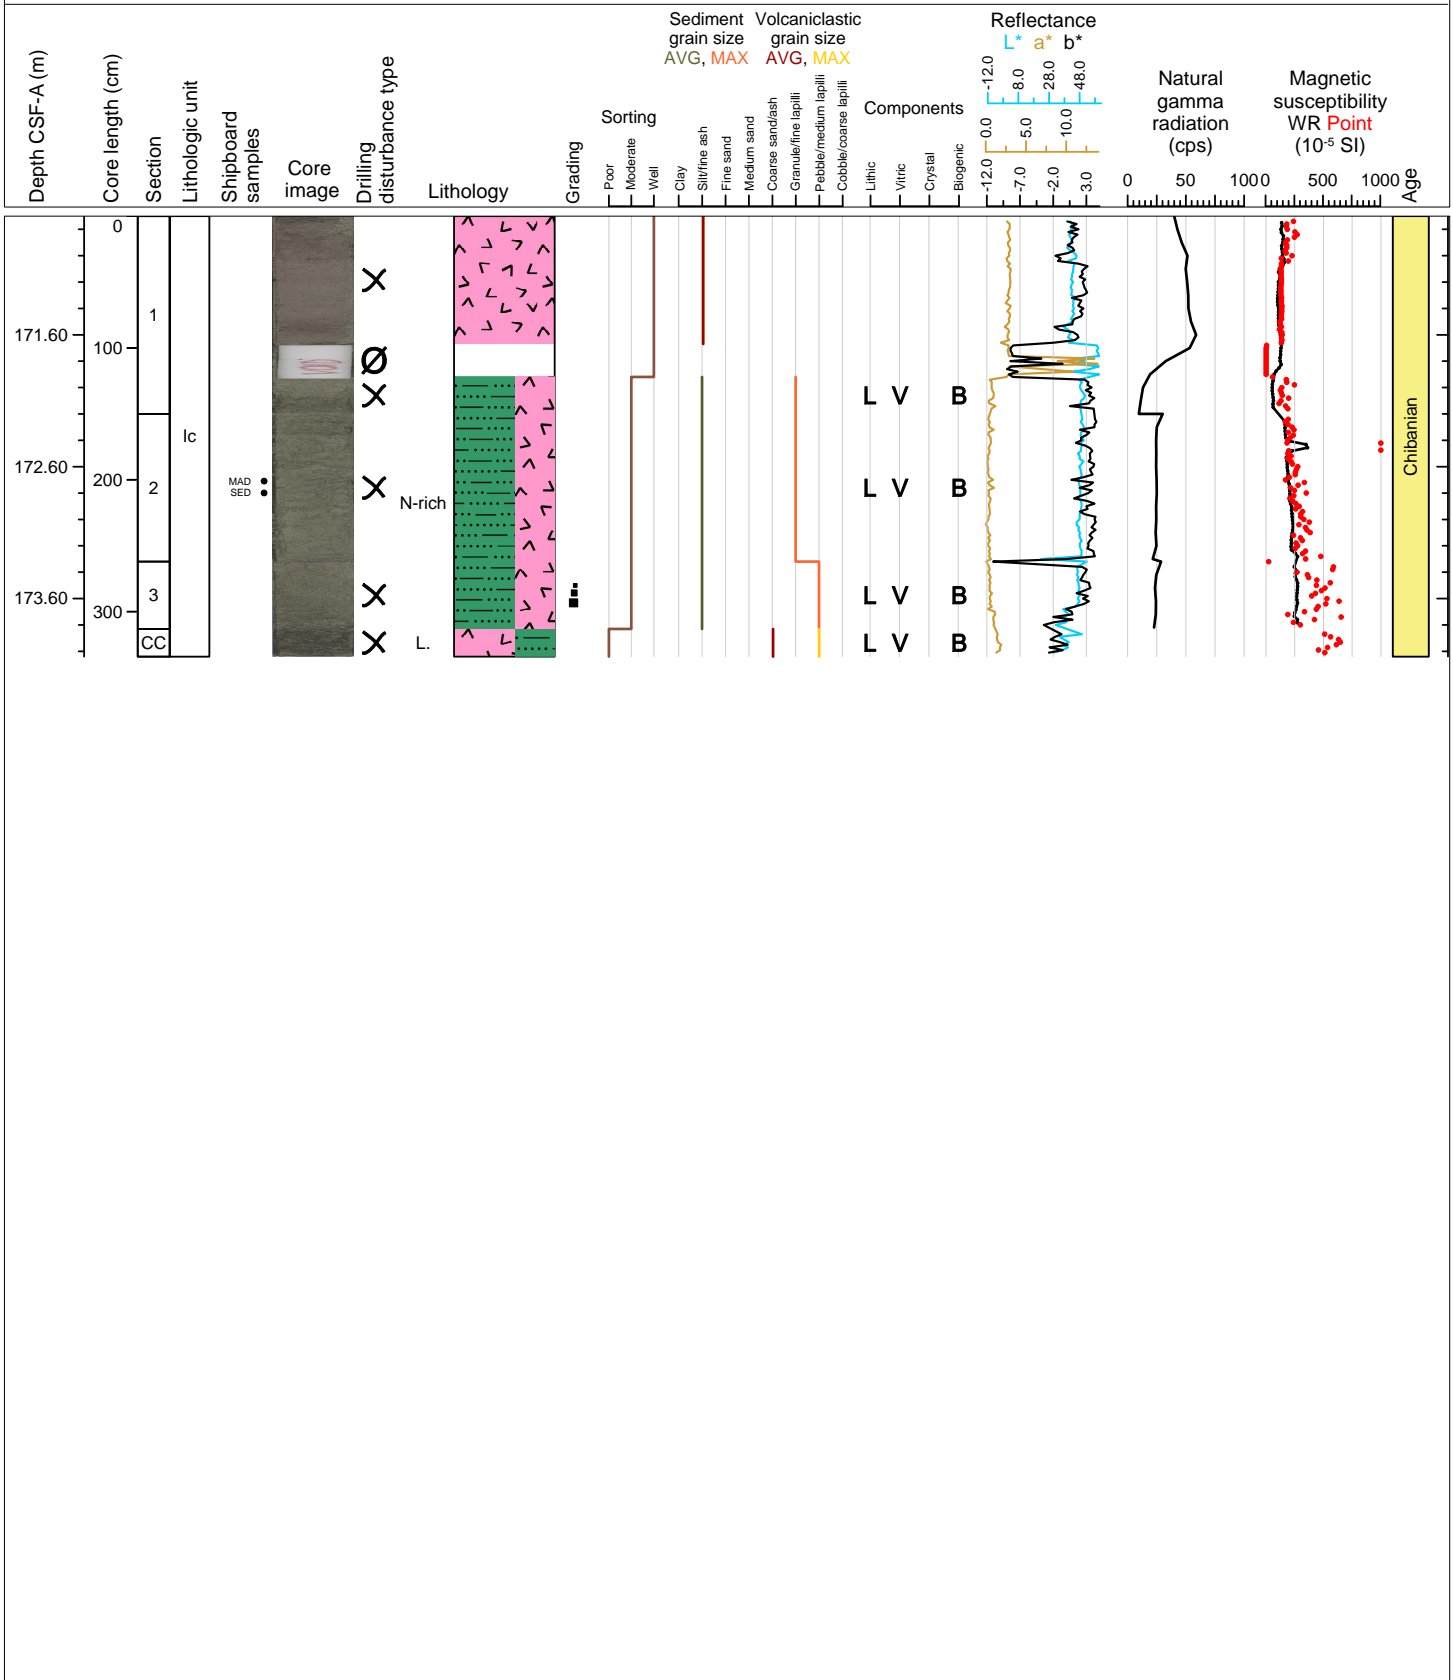 Depth CSF-A (m)
Core length (cm)
Section
Lithologic unit
Shipboard
samples
Core
image
Drilling
disturbance type
Lithology
Grading
Sorting
Poor
Moderate
Well
Sediment
grain size
AVG, MAX
Volcaniclastic
grain size
AVG, MAX
Clay
Silt/fine ash
Fine sand
Medium sand
Coarse sand/ash
Granule/fine lapilli
Pebble/medium lapilli
Cobble/coarse lapilli
Components
Lithic
Vitric
Crystal
Biogenic
Reflectance
L* a* b*
-12.0 8.0 28.0 48.0
0.0 5.0 10.0
-12.0 -7.0 -2.0 3.0
Natural
gamma
radiation
(cps)
0 50 100
Magnetic
susceptibility
WR Point
(10-5 SI)
0 0 500 1000
Age
0
1
171.60
100
Ø
L V B
Ic
172.60
200
2
MAD
SED
N-rich
L V B
Chibanian
173.60
300
3
L V B
CC
L.
L V B